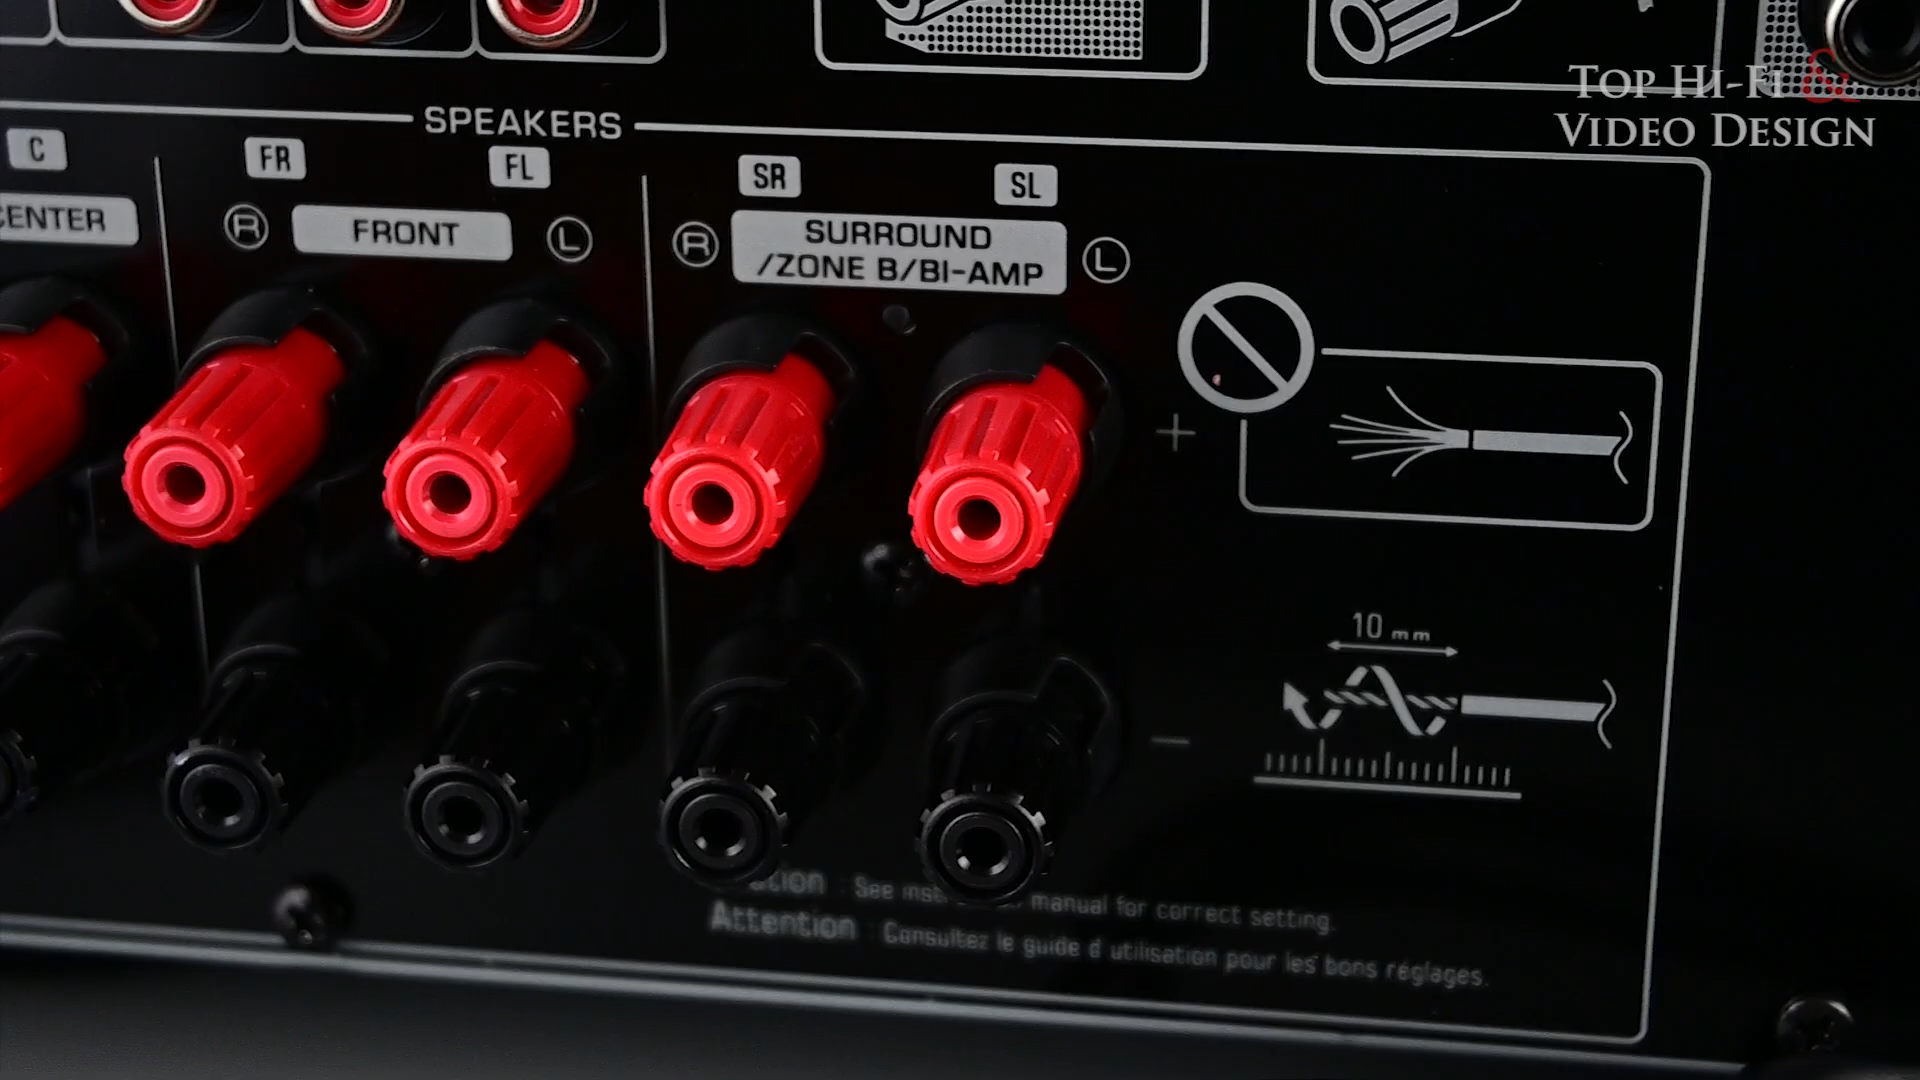 TOP HI-FI &
VIDEO DESIGN
SPEAKERS
C
FR
FL
SR
SL
CENTER
R
FRONT
L
R
SURROUND
/ZONE B/BI-AMP
L
+
10 mm
−
: See manual for correct setting.
Attention : Consultez le guide d'utilisation pour les bons réglages.